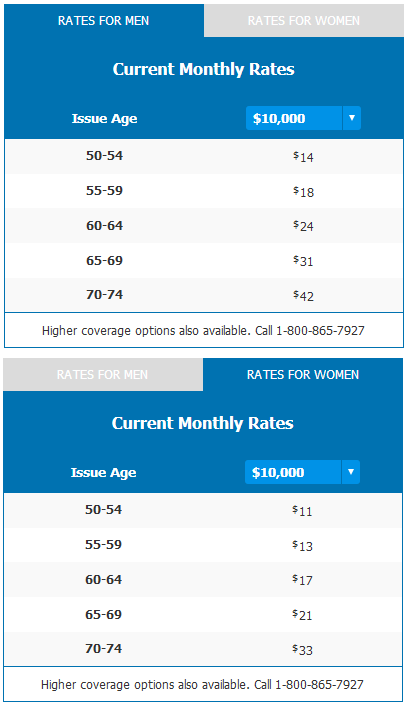 RATES FOR MEN RATES FOR WOMEN
Current Monthly Rates
Issue Age $10,000 ▼
50-54 $14
55-59 $18
60-64 $24
65-69 $31
70-74 $42
Higher coverage options also available. Call 1-800-865-7927
RATES FOR MEN RATES FOR WOMEN
Current Monthly Rates
Issue Age $10,000 ▼
50-54 $11
55-59 $13
60-64 $17
65-69 $21
70-74 $33
Higher coverage options also available. Call 1-800-865-7927